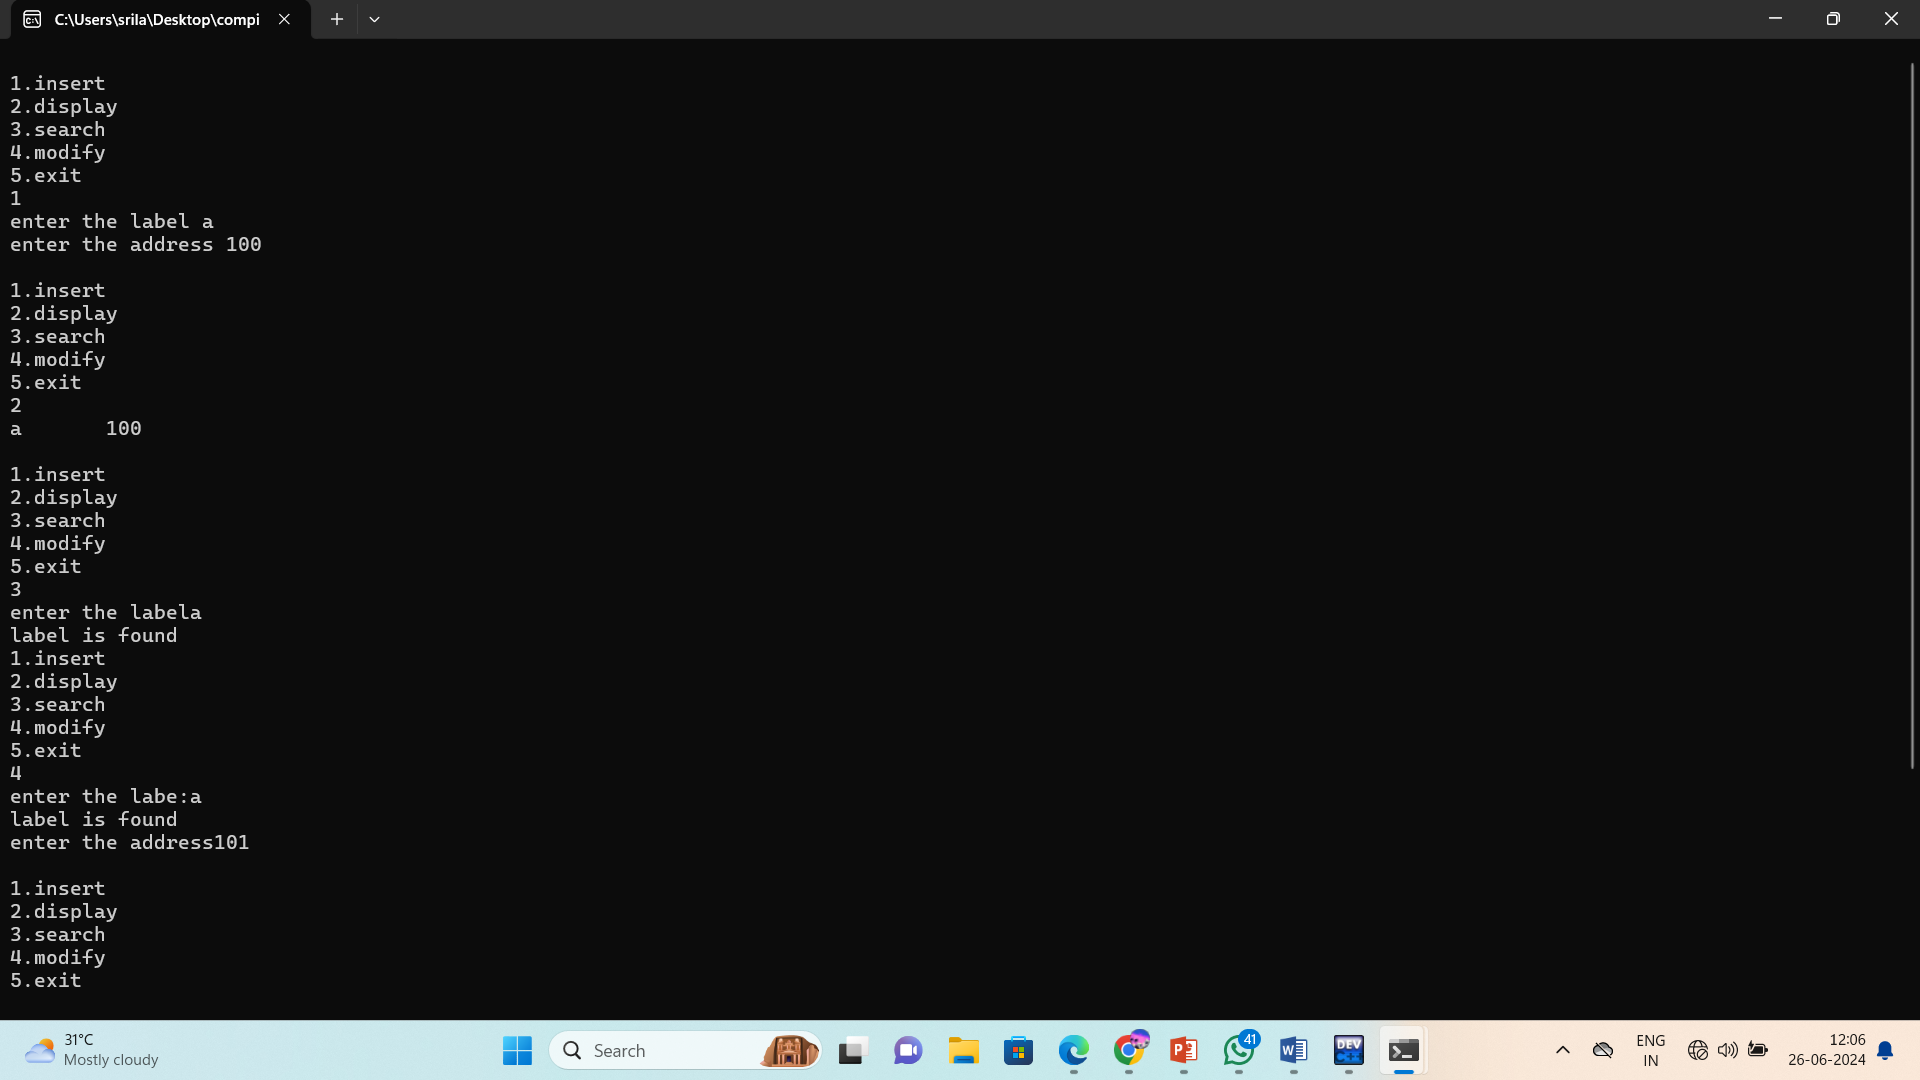 C:\Users\srila\Desktop\compi
1.insert
2.display
3.search
4.modify
5.exit
1
enter the label a
enter the address 100
1.insert
2.display
3.search
4.modify
5.exit
2
a 100
1.insert
2.display
3.search
4.modify
5.exit
3
enter the labela
label is found
1.insert
2.display
3.search
4.modify
5.exit
4
enter the labe:a
label is found
enter the address101
1.insert
2.display
3.search
4.modify
5.exit
31°C
Mostly cloudy
Search
41
DEV
C++
ENG
IN
12:06
26-06-2024